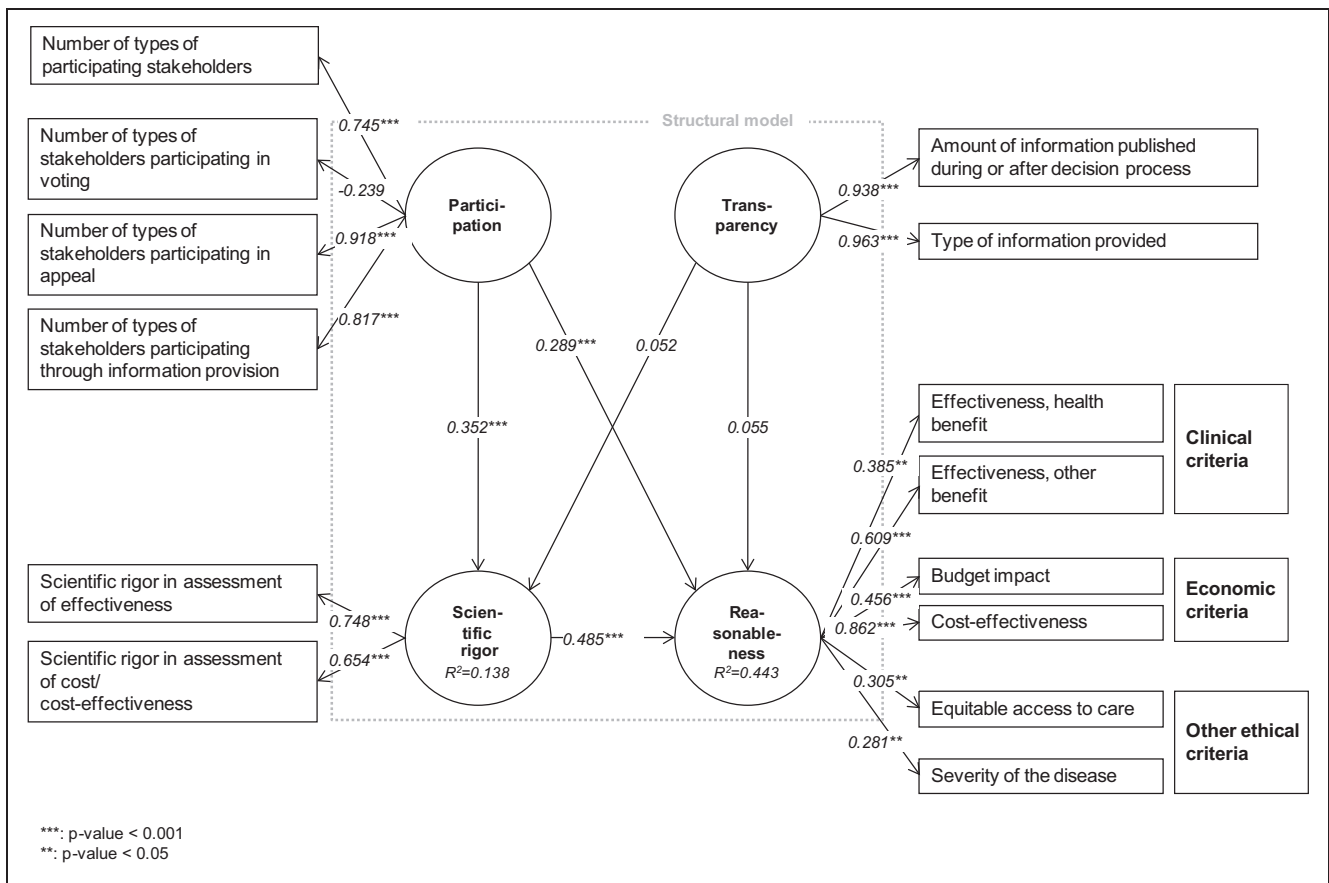 Number of types of
participating stakeholders
0.745***
Number of types of
stakeholders participating in
voting
-0.239
Number of types of
stakeholders participating in
appeal
0.918***
Number of types of
stakeholders participating
through information provision
0.817***
Structural model
Partici-
pation
Trans-
parency
Amount of information published
during or after decision process
0.938***
Type of information provided
0.963***
0.289***
0.052
0.352***
0.055
Effectiveness, health
benefit
0.385**
Effectiveness, other
benefit
0.609***
Clinical
criteria
Scientific rigor in assessment
of effectiveness
0.748***
Scientific rigor in assessment
of cost/
cost-effectiveness
0.654***
Scien-
tific
rigor
R²=0.138
0.485***
Rea-
sonable-
ness
R²=0.443
Budget impact
0.456***
Cost-effectiveness
0.862***
Economic
criteria
Equitable access to care
0.305**
Severity of the disease
0.281**
Other ethical
criteria
***: p-value < 0.001
**: p-value < 0.05